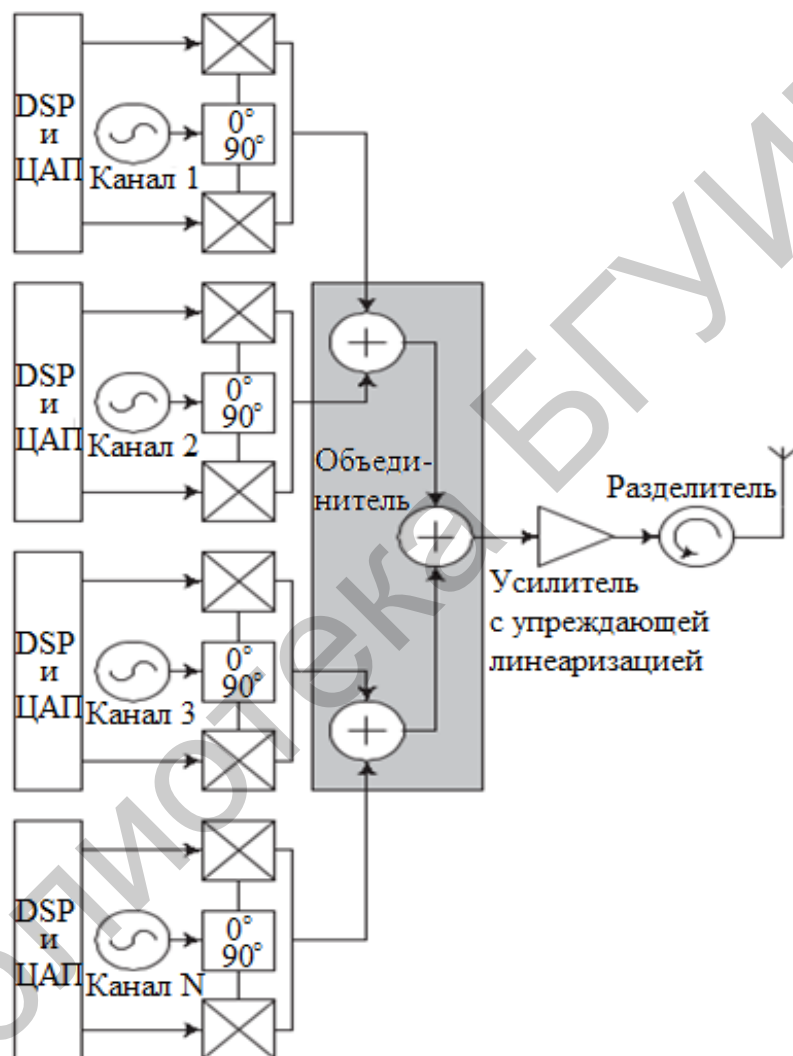 DSP
и
ЦАП
0°
90°
Канал 1
DSP
и
ЦАП
0°
90°
Канал 2
Объеди-
нитель
Разделитель
Усилитель
с упреждающей
линеаризацией
DSP
и
ЦАП
0°
90°
Канал 3
DSP
и
ЦАП
0°
90°
Канал N